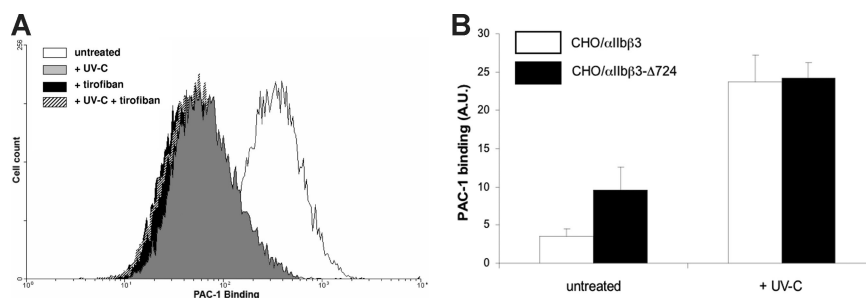 A
untreated
+ UV-C
+ tirofiban
+ UV-C + tirofiban
256
Cell count
0
10⁰
10¹
10²
10³
PAC-1 Binding
B
CHO/αIIbβ3
CHO/αIIbβ3-Δ724
PAC-1 binding (A.U.)
30
25
20
15
10
5
0
untreated
+ UV-C